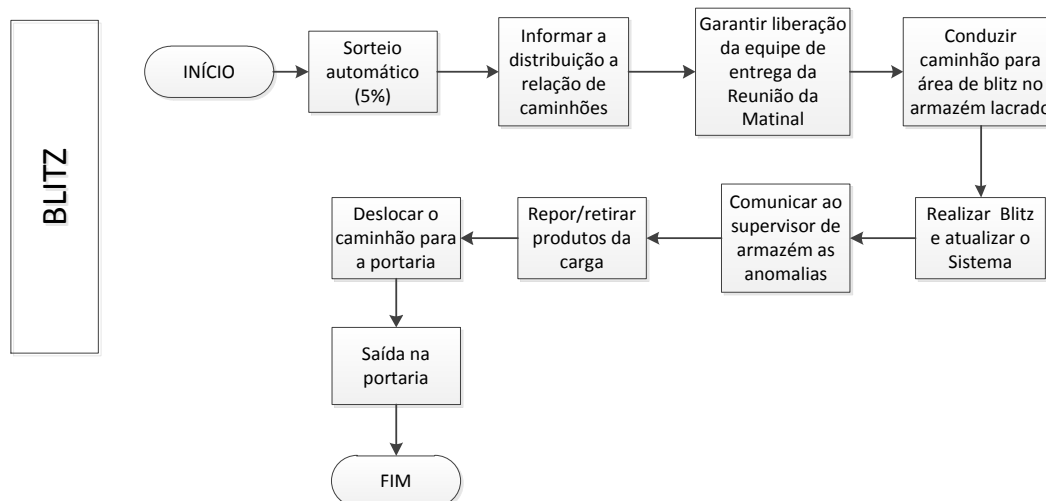 BLITZ
INÍCIO
Sorteio
automático
(5%)
Informar a
distribuição a
relação de
caminhões
Garantir liberação
da equipe de
entrega da
Reunião da
Matinal
Conduzir
caminhão para
área de blitz no
armazém lacrado
Realizar Blitz
e atualizar o
Sistema
Comunicar ao
supervisor de
armazém as
anomalias
Repor/retirar
produtos da
carga
Deslocar o
caminhão para
a portaria
Saída na
portaria
FIM